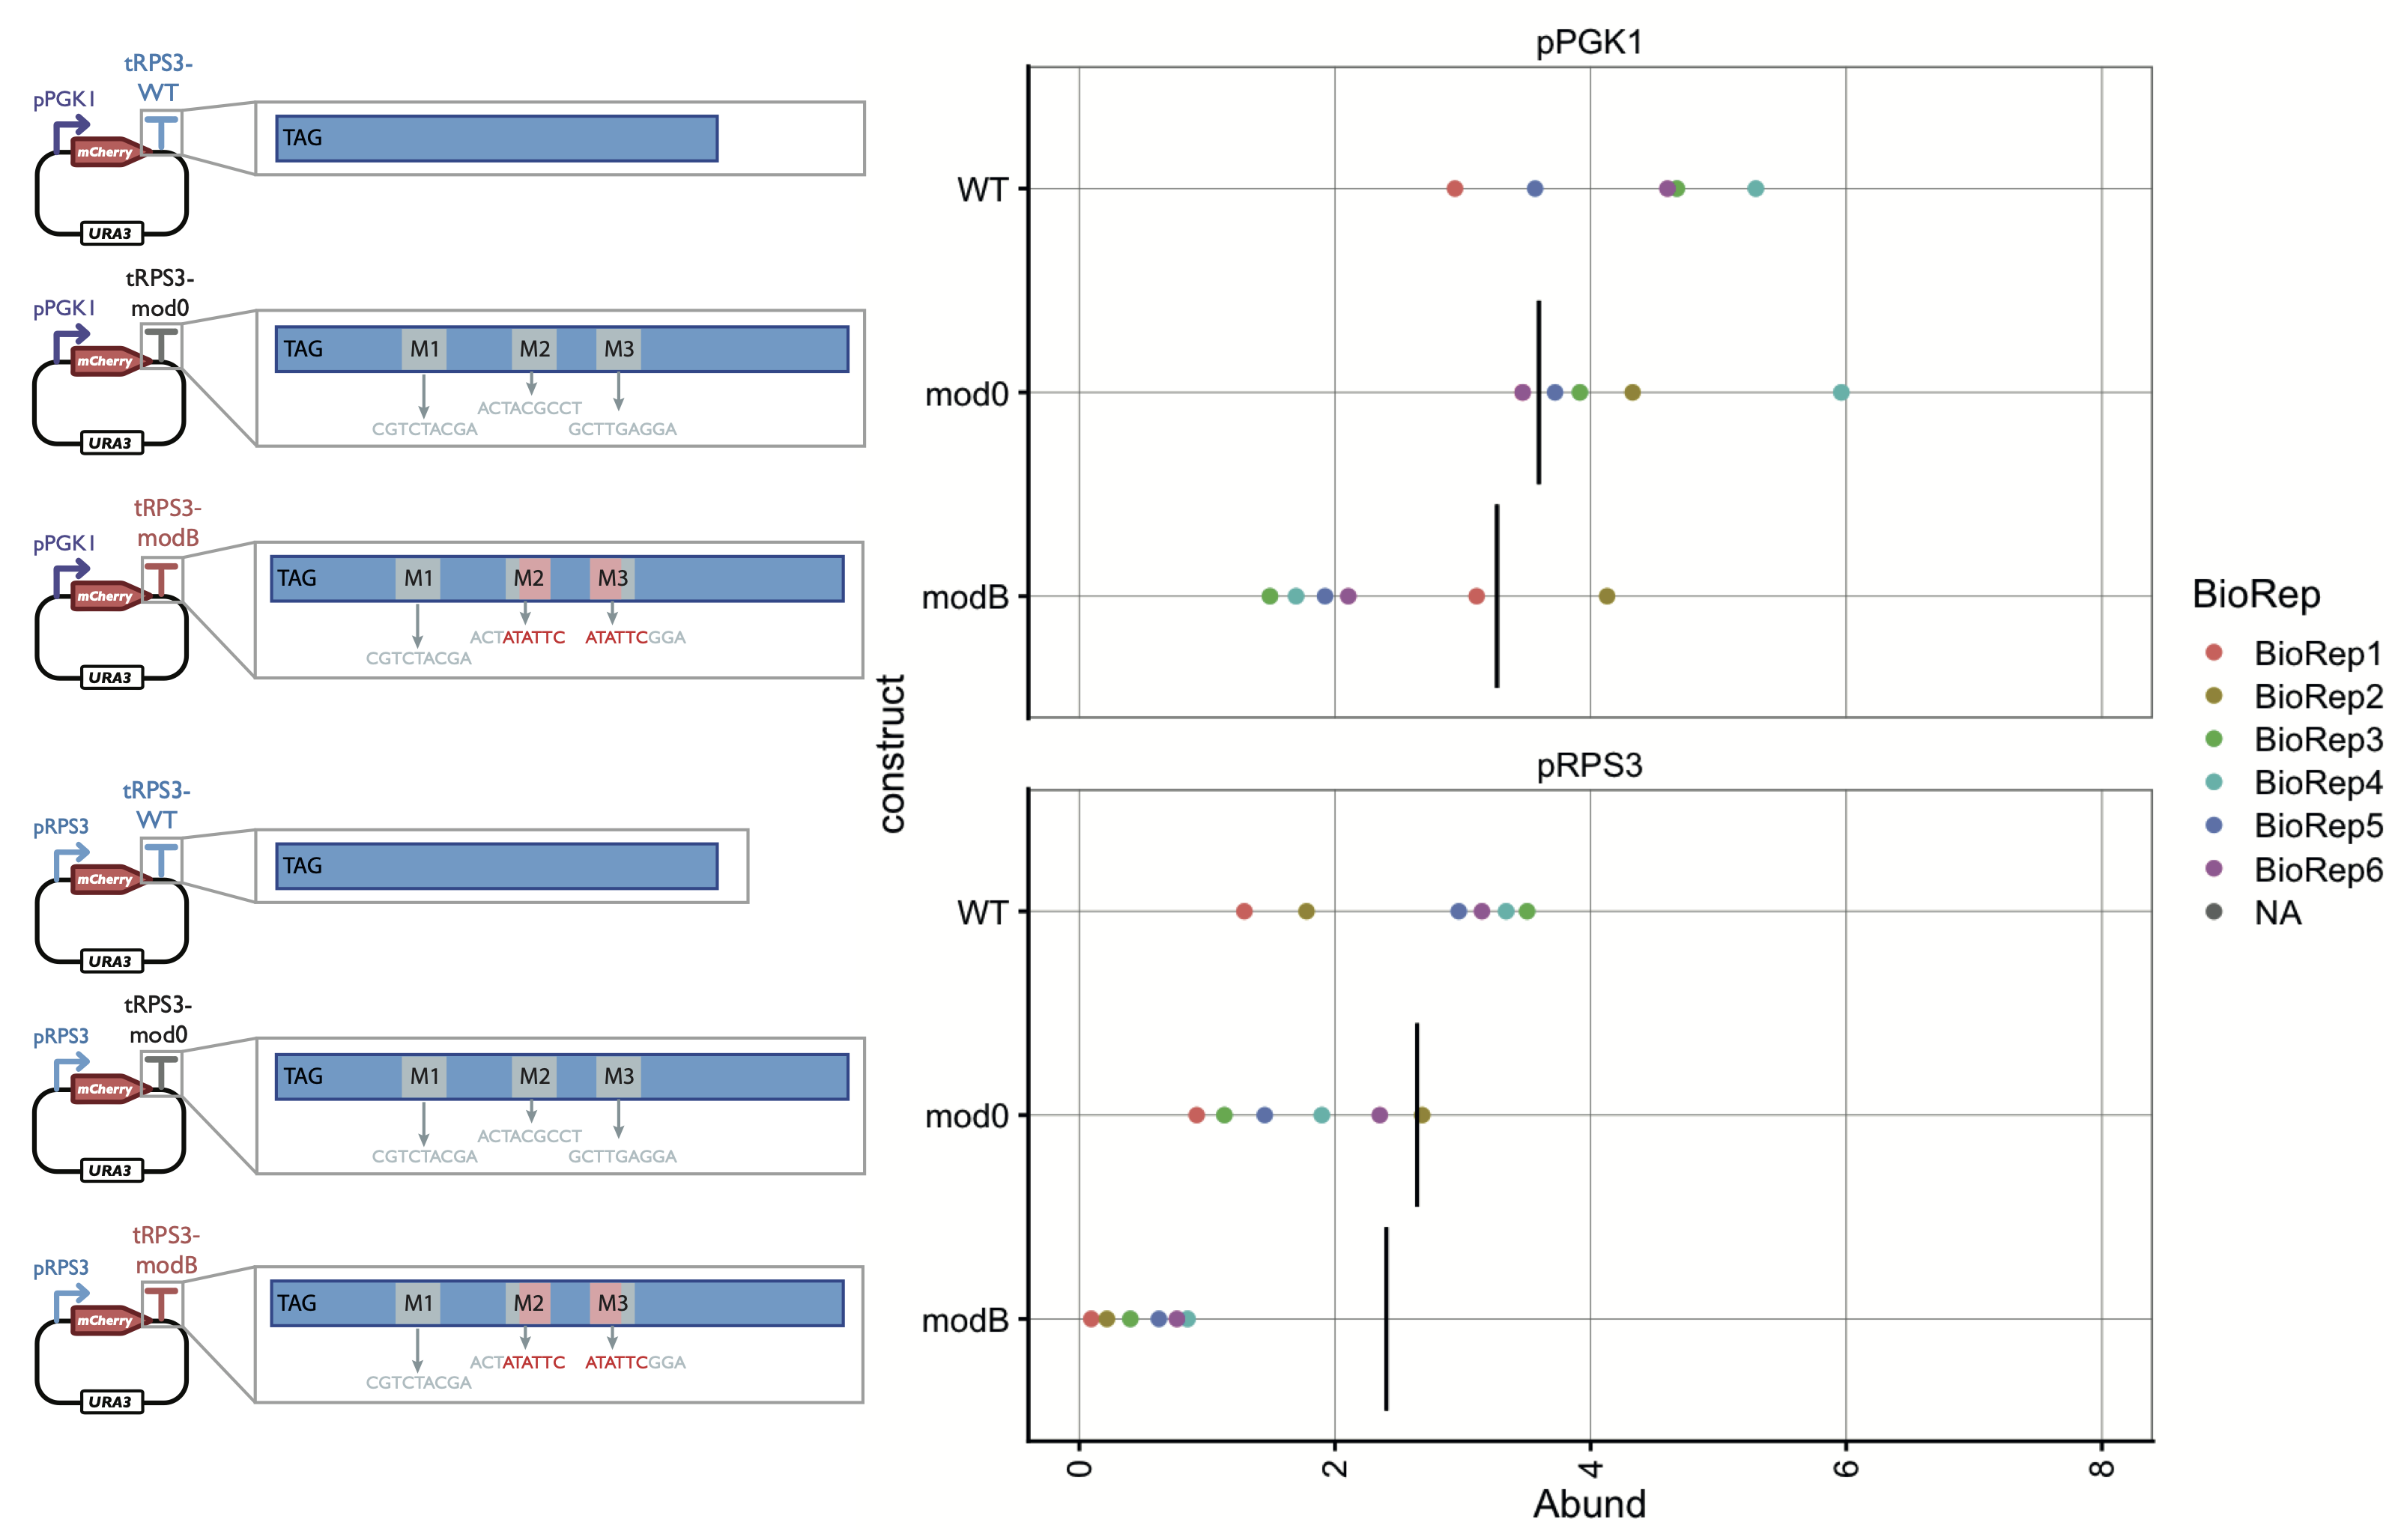 tRPS3-
WT
pPGK1
mCherry
URA3
TAG
tRPS3-
mod0
pPGK1
mCherry
URA3
TAG M1 M2 M3
ACTACGCCT
CGTCTACGA GCTTGAGGA
tRPS3-
modB
pPGK1
mCherry
URA3
TAG M1 M2 M3
ACTATATTC ATATTCGGA
CGTCTACGA
tRPS3-
WT
pRPS3
mCherry
URA3
TAG
tRPS3-
mod0
pRPS3
mCherry
URA3
TAG M1 M2 M3
ACTACGCCT
CGTCTACGA GCTTGAGGA
tRPS3-
modB
pRPS3
mCherry
URA3
TAG M1 M2 M3
ACTATATTC ATATTCGGA
CGTCTACGA
construct
pPGK1
WT
mod0
modB
pRPS3
WT
mod0
modB
0 2 4 6 8
Abund
BioRep
BioRep1
BioRep2
BioRep3
BioRep4
BioRep5
BioRep6
NA